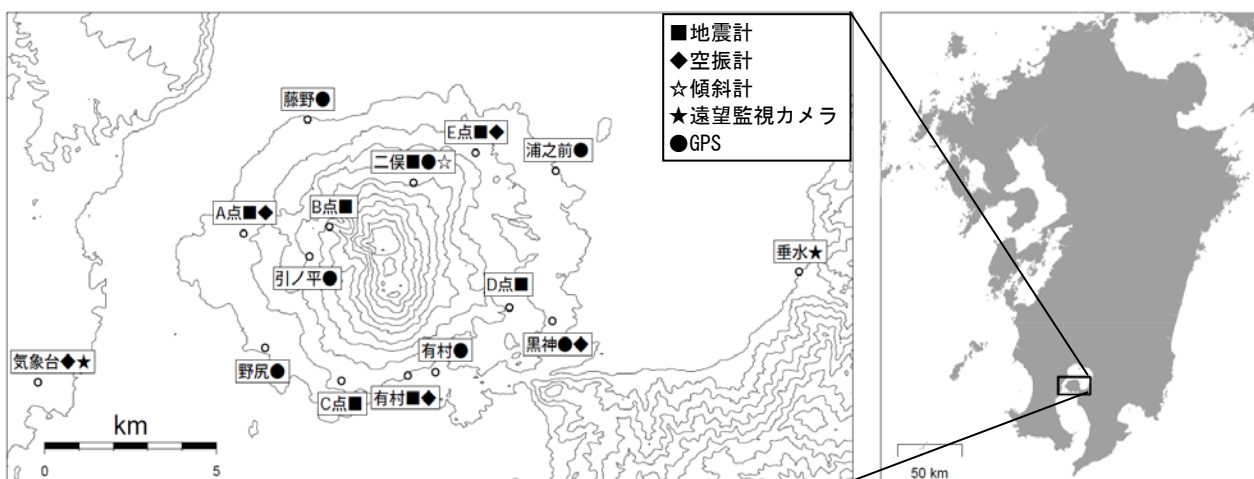 ■地震計
◆空振計
☆傾斜計
★遠望監視カメラ
●GPS
藤野●
E点■◆
浦之前●
二俣■●☆
A点■◆
B点■
垂水★
引ノ平●
D点■
黒神●◆
有村●
気象台◆★
野尻●
C点■
有村■◆
km
0 5
50 km